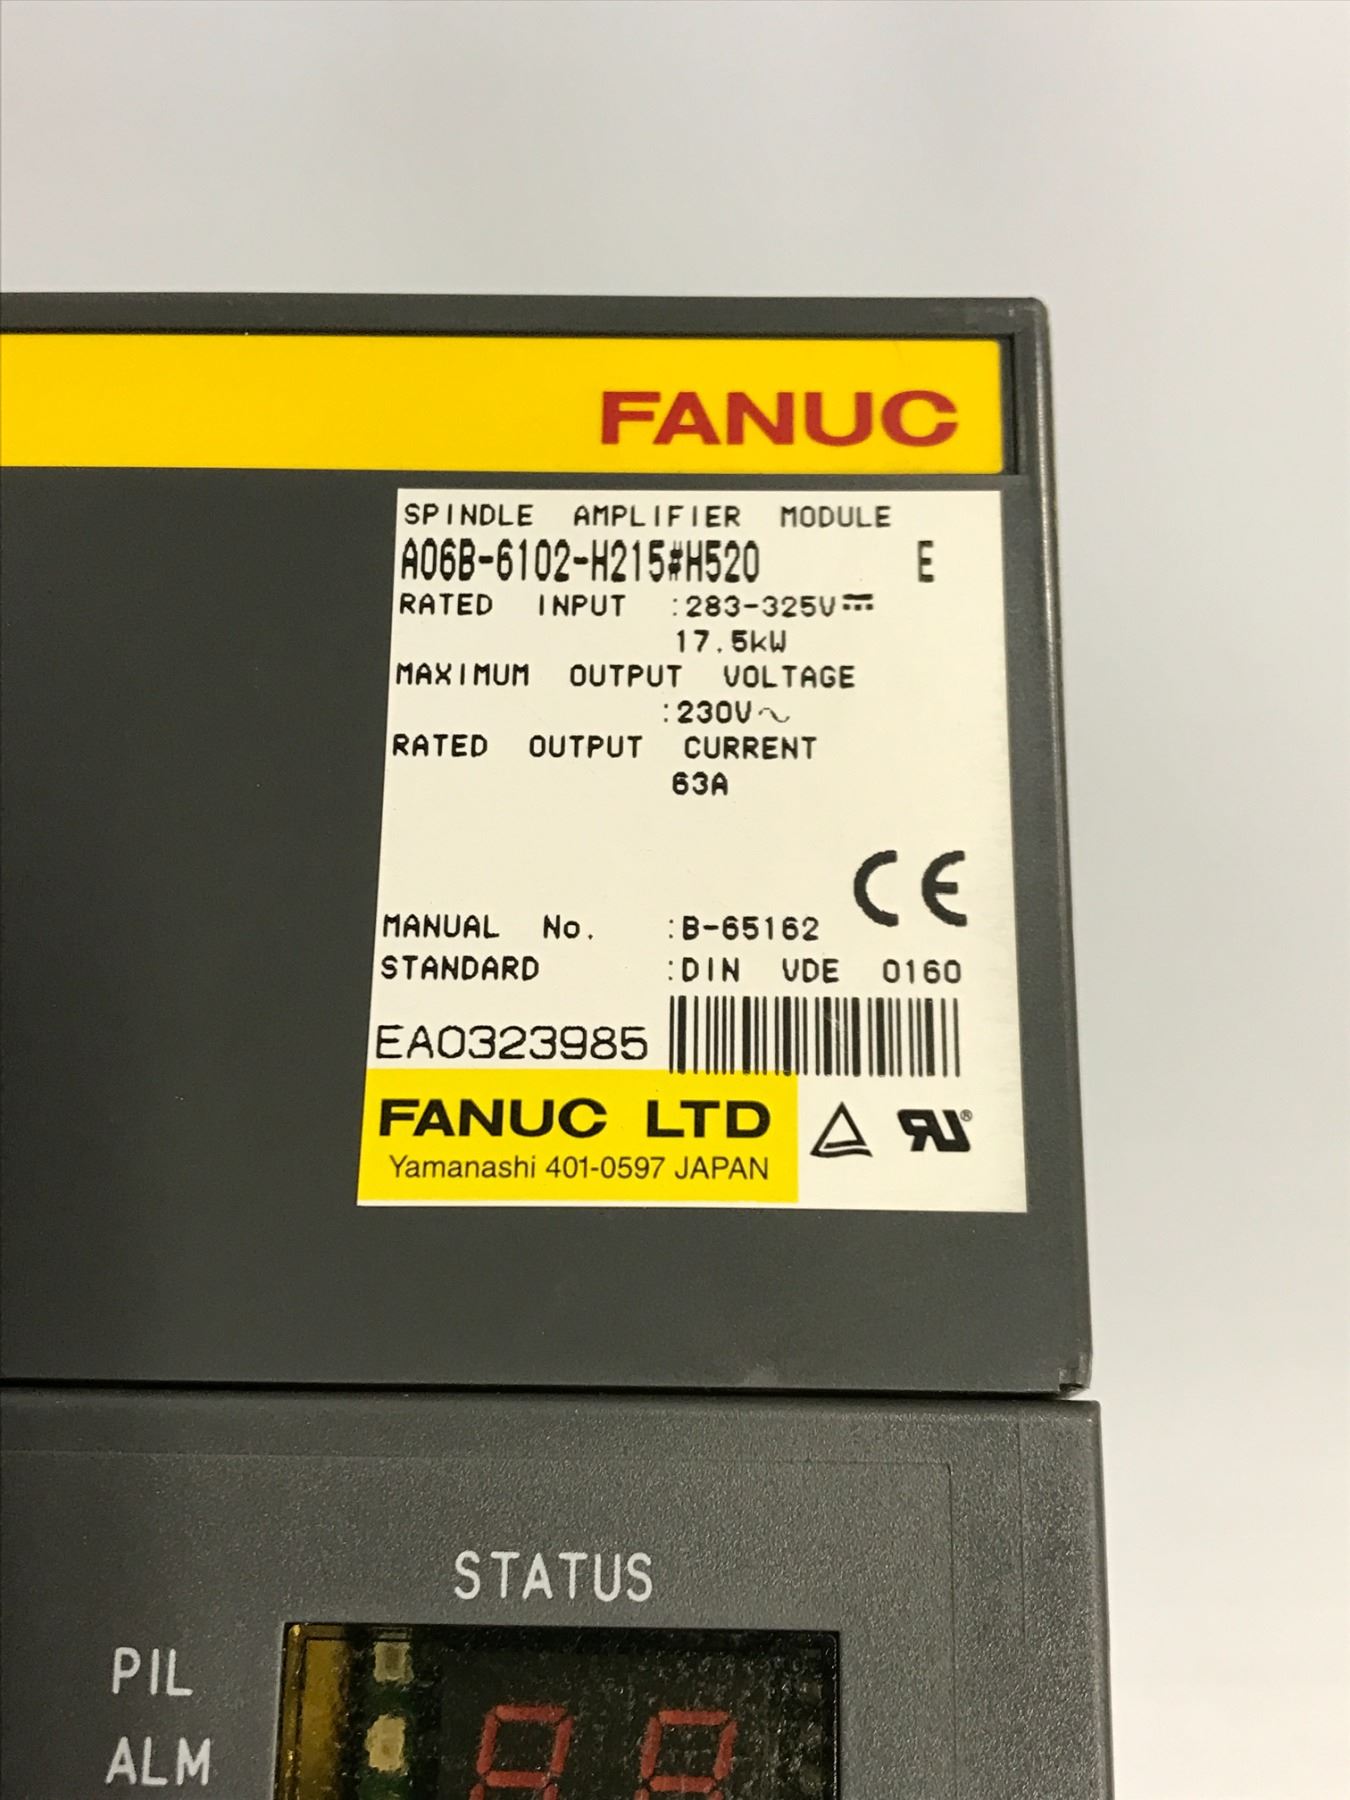 FANUC
SPINDLE AMPLIFIER MODULE
A06B-6102-H215#H520 E
RATED INPUT :283-325V⎓
17.5kW
MAXIMUM OUTPUT VOLTAGE
:230V∿
RATED OUTPUT CURRENT
63A
CE
MANUAL No. :B-65162
STANDARD :DIN VDE 0160
EA0323985
FANUC LTD
Yamanashi 401-0597 JAPAN
STATUS
PIL
ALM